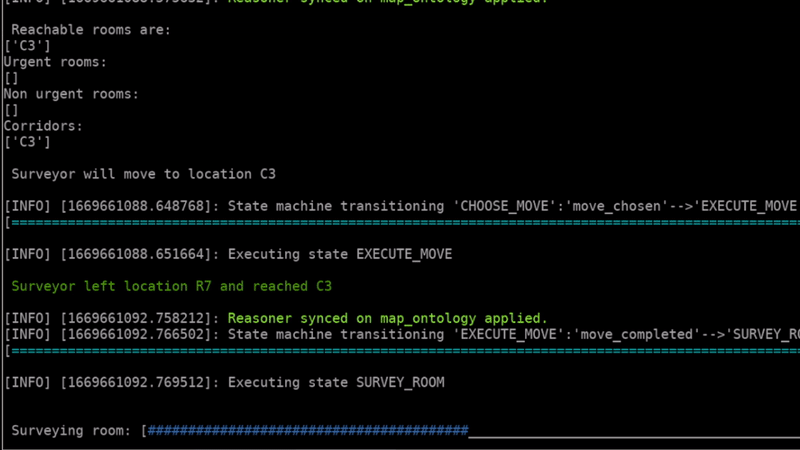 [INFO] [1669661088.575652]: Reasoner synced on map_ontology applied.
Reachable rooms are:
['C3']
Urgent rooms:
[]
Non urgent rooms:
[]
Corridors:
['C3']
Surveyor will move to location C3
[INFO] [1669661088.648768]: State machine transitioning 'CHOOSE_MOVE':'move_chosen'-->'EXECUTE_MOVE
[====================================================================================================
[INFO] [1669661088.651664]: Executing state EXECUTE_MOVE
Surveyor left location R7 and reached C3
[INFO] [1669661092.758212]: Reasoner synced on map_ontology applied.
[INFO] [1669661092.766502]: State machine transitioning 'EXECUTE_MOVE':'move_completed'-->'SURVEY_RO
[====================================================================================================
[INFO] [1669661092.769512]: Executing state SURVEY_ROOM
Surveying room: [########################################__________________________________________